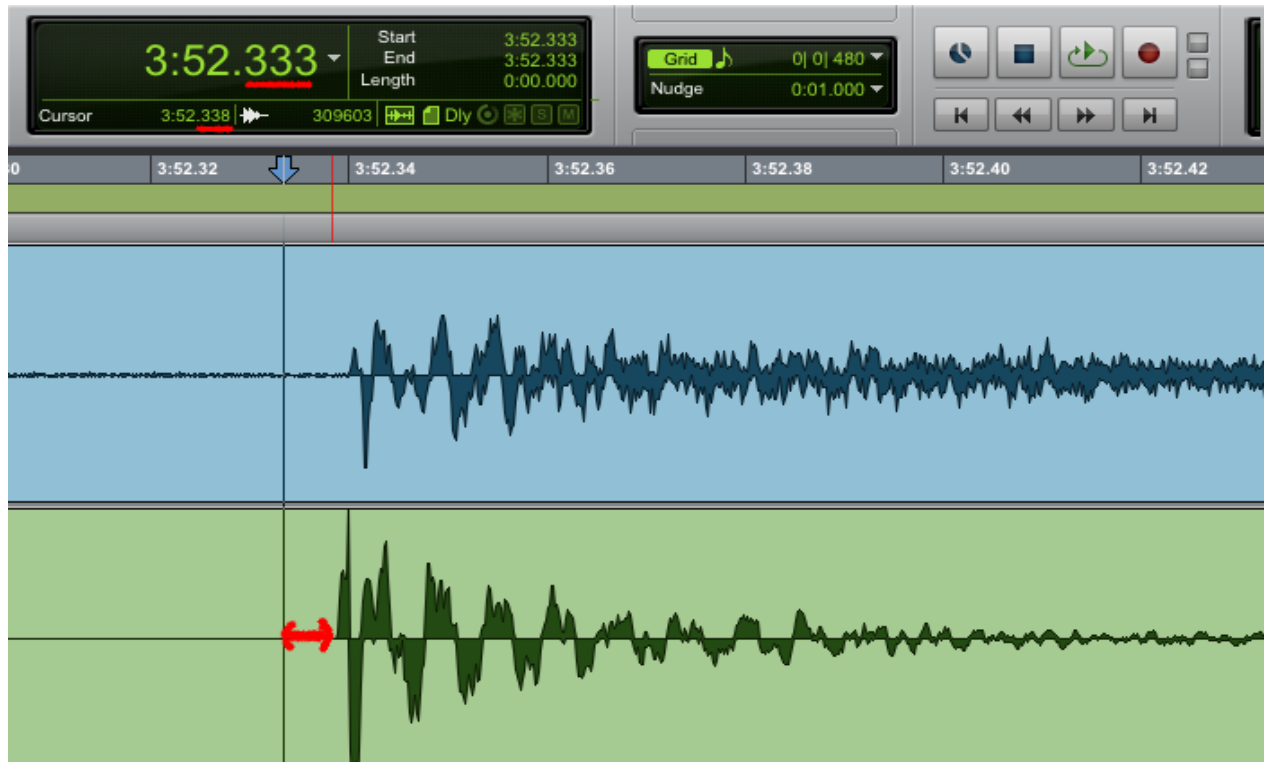 3:52.333
Start 3:52.333
End 3:52.333
Length 0:00.000
Cursor 3:52.338 309603 Dly S M
Grid 0| 0| 480
Nudge 0:01.000
0 3:52.32 3:52.34 3:52.36 3:52.38 3:52.40 3:52.42